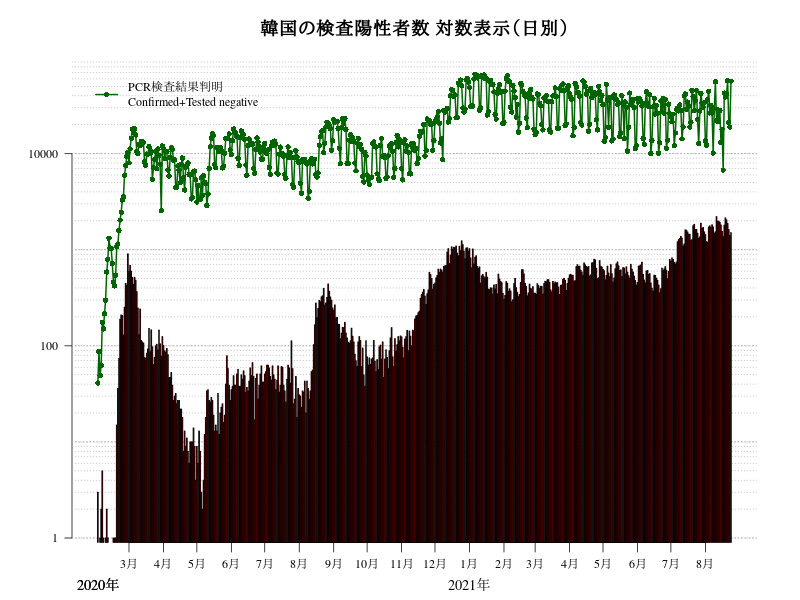 韓国の検査陽性者数 対数表示（日別）
PCR検査結果判明
Confirmed+Tested negative
10000
100
1
3月 4月 5月 6月 7月 8月 9月 10月 11月 12月 1月 2月 3月 4月 5月 6月 7月 8月
2020年 2021年